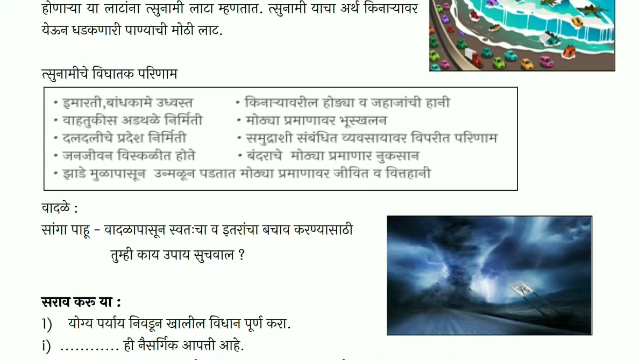 होणाऱ्या या लाटांना त्सुनामी लाटा म्हणतात. त्सुनामी याचा अर्थ किनाऱ्यावर
येऊन धडकणारी पाण्याची मोठी लाट.
त्सुनामीचे विघातक परिणाम
• इमारती,बांधकामे उध्वस्त • किनाऱ्यावरील होड्या व जहाजांची हानी
• वाहतुकीस अडथळे निर्मिती • मोठ्या प्रमाणावर भूस्खलन
• दलदलीचे प्रदेश निर्मिती • समुद्राशी संबंधित व्यवसायावर विपरीत परिणाम
• जनजीवन विस्कळीत होते • बंदराचे मोठ्या प्रमाणार नुकसान
• झाडे मुळापासून उन्मळून पडतात मोठ्या प्रमाणावर जीवित व वित्तहानी
वादळे :
सांगा पाहू - वादळापासून स्वतःचा व इतरांचा बचाव करण्यासाठी
तुम्ही काय उपाय सुचवाल ?
सराव करू या :
1) योग्य पर्याय निवडून खालील विधान पूर्ण करा.
i) ............ ही नैसर्गिक आपत्ती आहे.